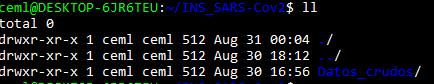 ceml@DESKTOP-6JR6TEU:~/INS_SARS-Cov2$ ll
total 0
drwxr-xr-x 1 ceml ceml 512 Aug 31 00:04 ./
drwxr-xr-x 1 ceml ceml 512 Aug 30 18:12 ../
drwxr-xr-x 1 ceml ceml 512 Aug 30 16:56 Datos_crudos/